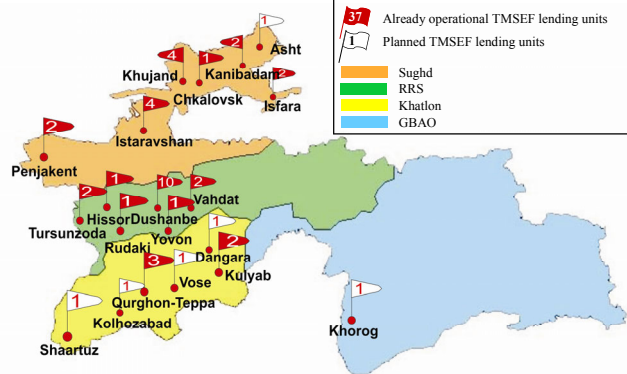 37 Already operational TMSEF lending units
1 Planned TMSEF lending units
Sughd
RRS
Khatlon
GBAO
1
Asht
2
4
1
Khujand
Kanibadam
2
Chkalovsk
Isfara
4
Istaravshan
2
Penjakent
1
10
2
2
1
1
Vahdat
Hissor
Dushanbe
Tursunzoda
Rudaki
Yovon
1
2
Dangara
3
1
Kulyab
1
Vose
1
Qurghon-Teppa
1
Kolhozabad
Khorog
Shaartuz